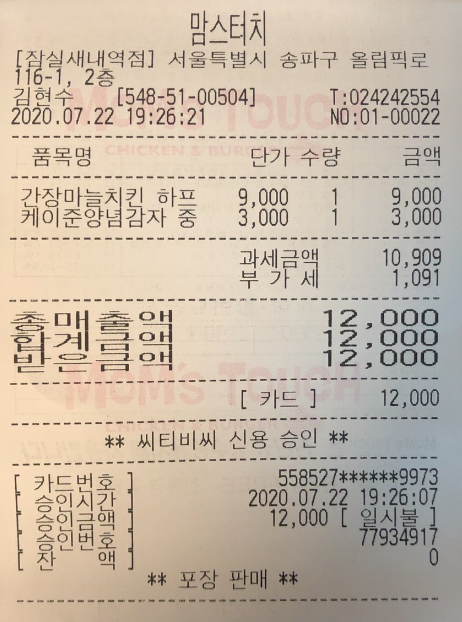 맘스터치
[잠실새내역점] 서울특별시 송파구 올림픽로
116-1, 2층
김현수 [548-51-00504] T:024242554
2020.07.22 19:26:21 NO:01-00022
품목명 단가 수량 금액
간장마늘치킨 하프 9,000 1 9,000
케이준양념감자 중 3,000 1 3,000
과세금액 10,909
부 가 세 1,091
총 매 출 액 12,000
합 계 금 액 12,000
받 은 금 액 12,000
[ 카드 ] 12,000
** 씨티비씨 신용 승인 **
[ 카드번호 ] 558527******9973
[ 승인시간 ] 2020.07.22 19:26:07
[ 승인금액 ] 12,000 [ 일시불 ]
[ 승인번호 ] 77934917
[ 잔 액 ] 0
** 포장 판매 **
MOM'S TOUCH
CHICKEN & BURGER
MOM'S TOUCH
CHICKEN & BURGER